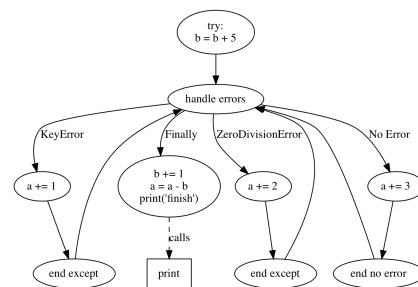 try:
b = b + 5
handle errors
KeyError
Finally
ZeroDivisionError
No Error
a += 1
b += 1
a = a - b
print('finish')
a += 2
a += 3
calls
end except
print
end except
end no error